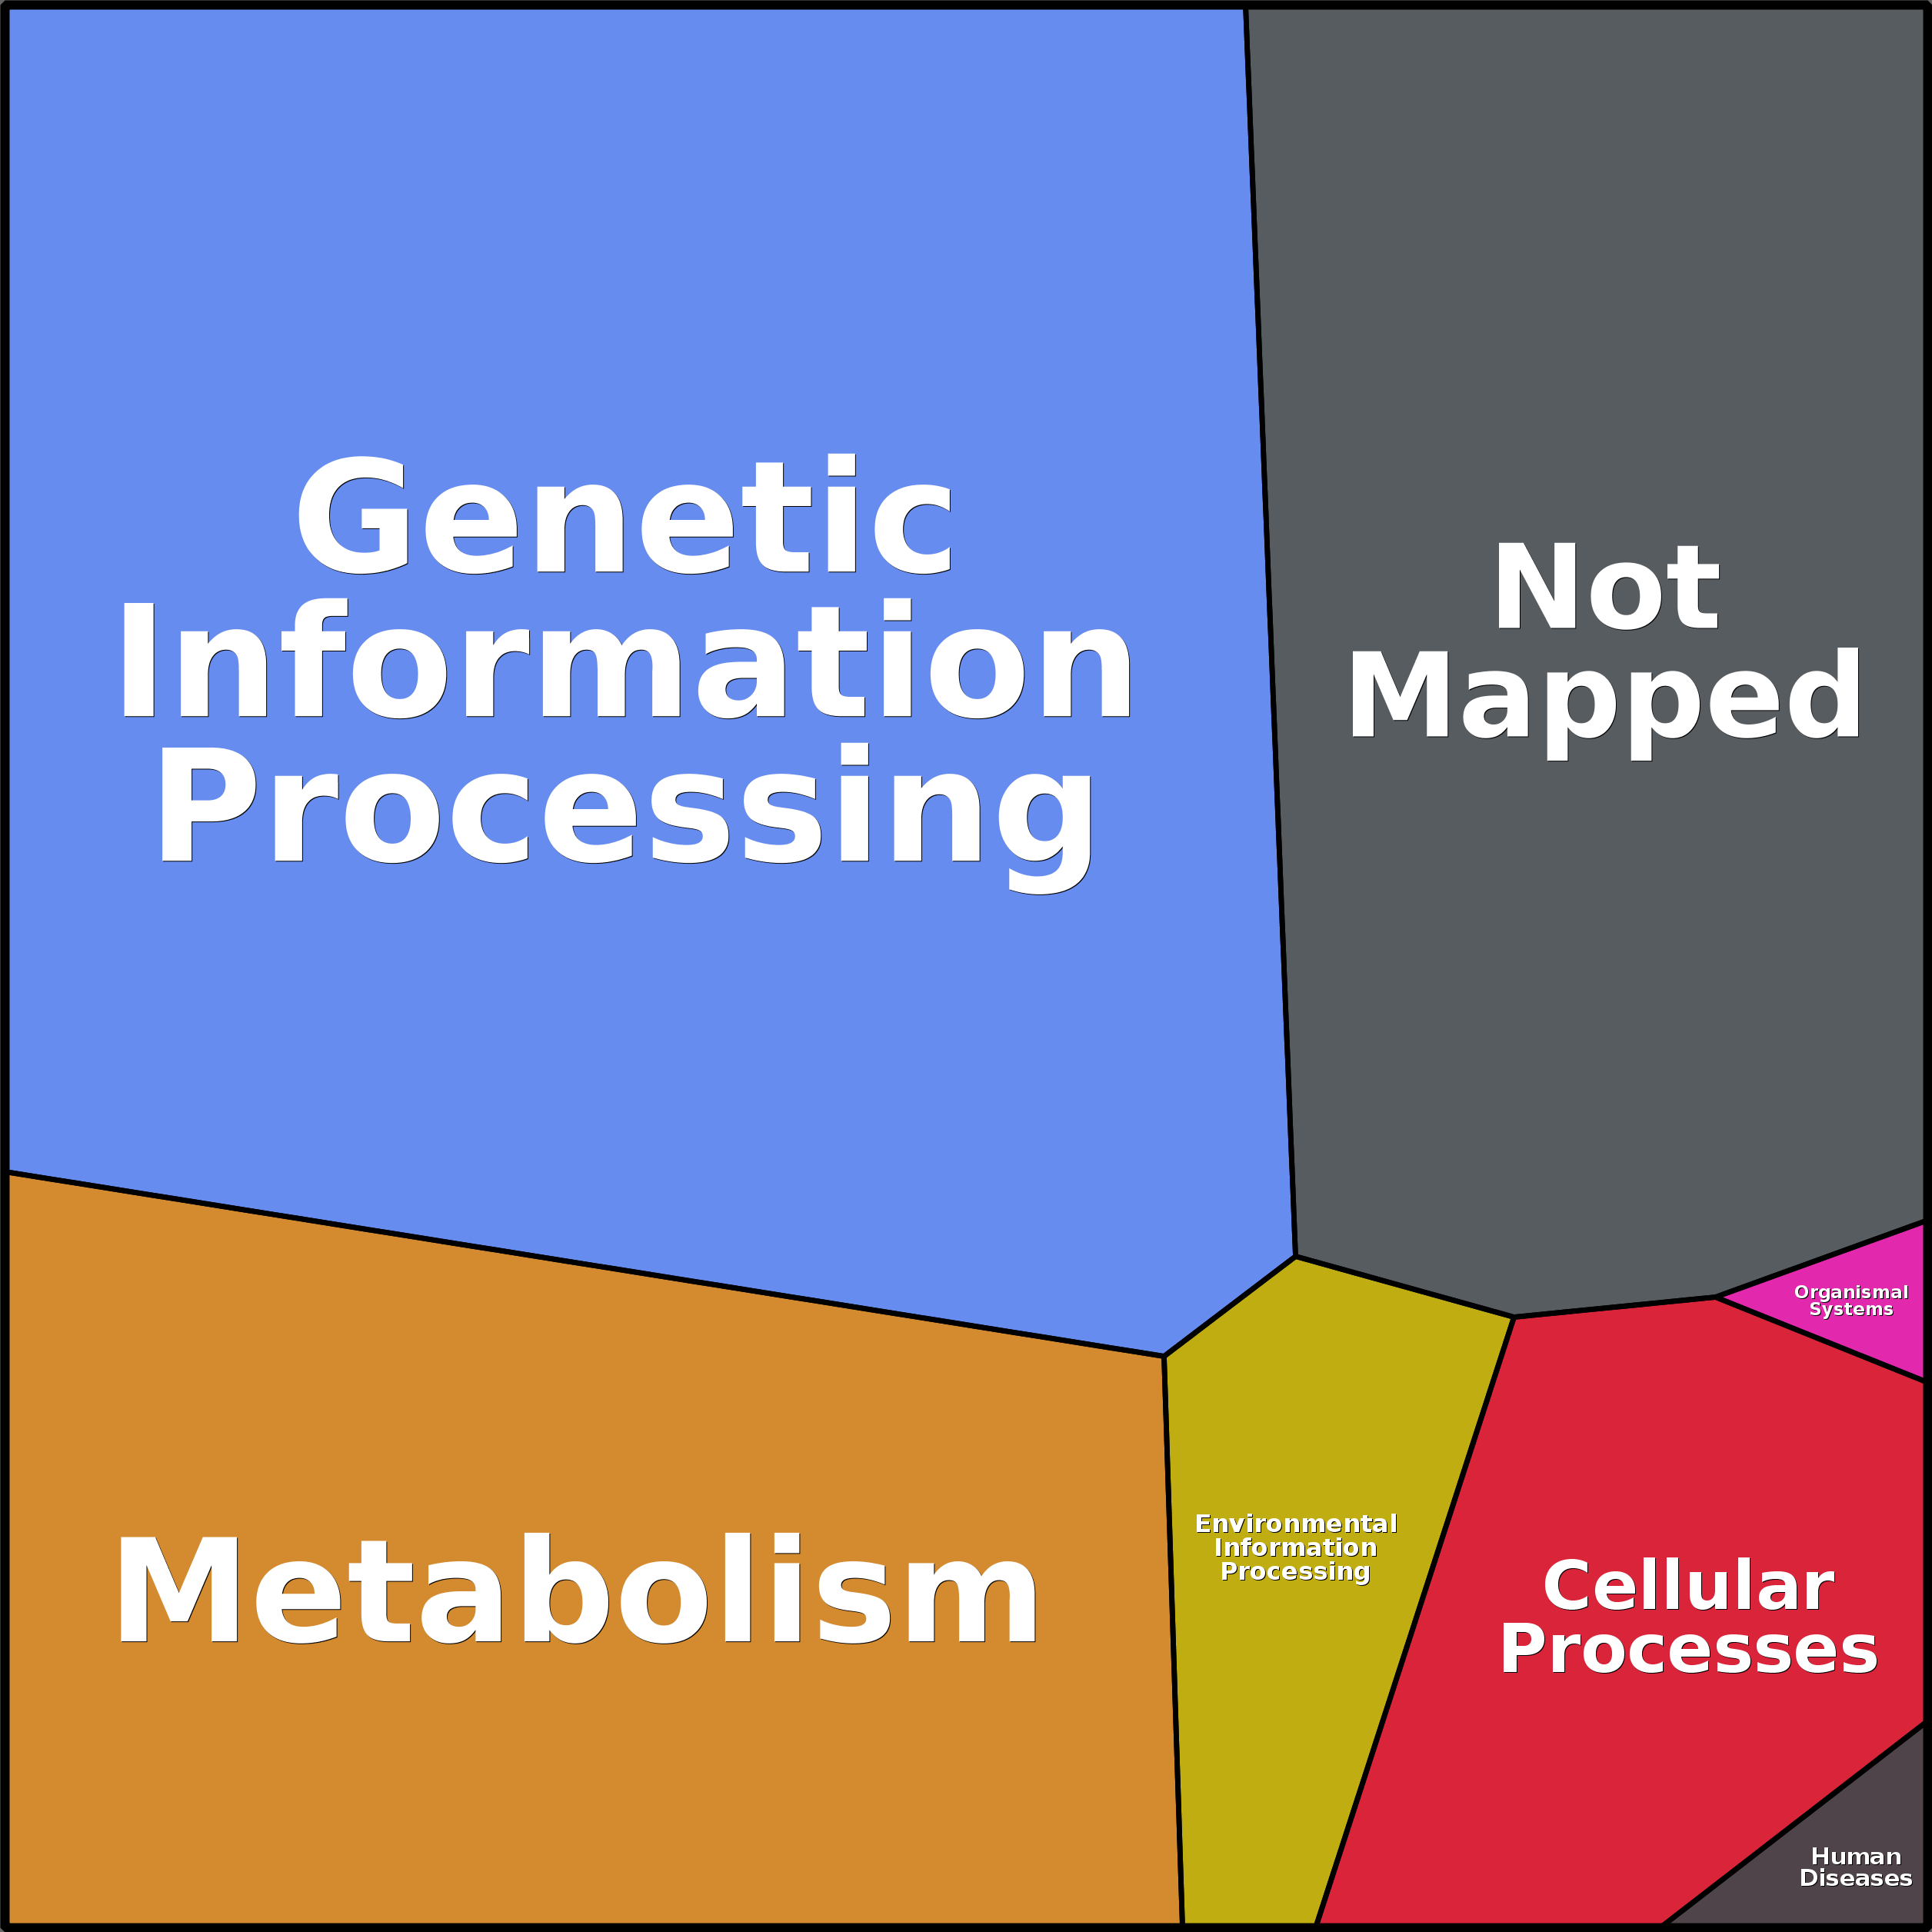 Genetic
Information
Processing
Not
Mapped
Organismal
Systems
Metabolism
Environmental
Information
Processing
Cellular
Processes
Human
Diseases